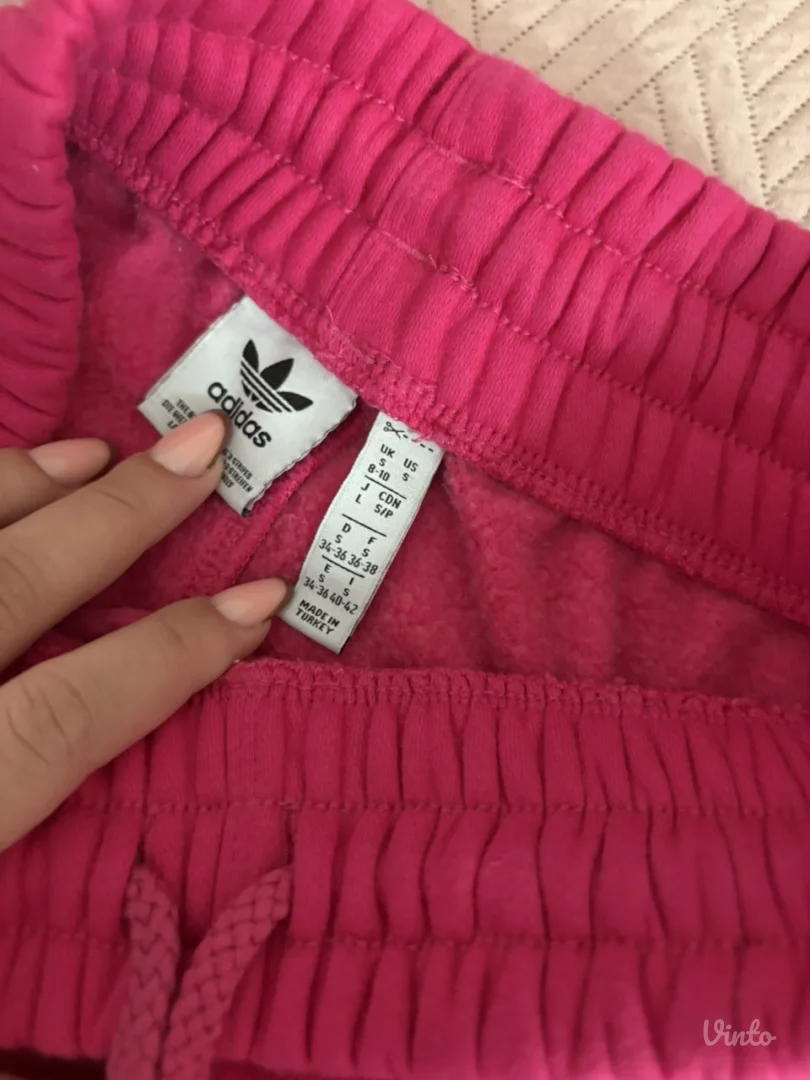 adidas
UK US
S S
8-10
J CDN
L S/P
D F
S S
34-36 36-38
E I
S S
34-36 40-42
MADE IN
TURKEY
Vinto